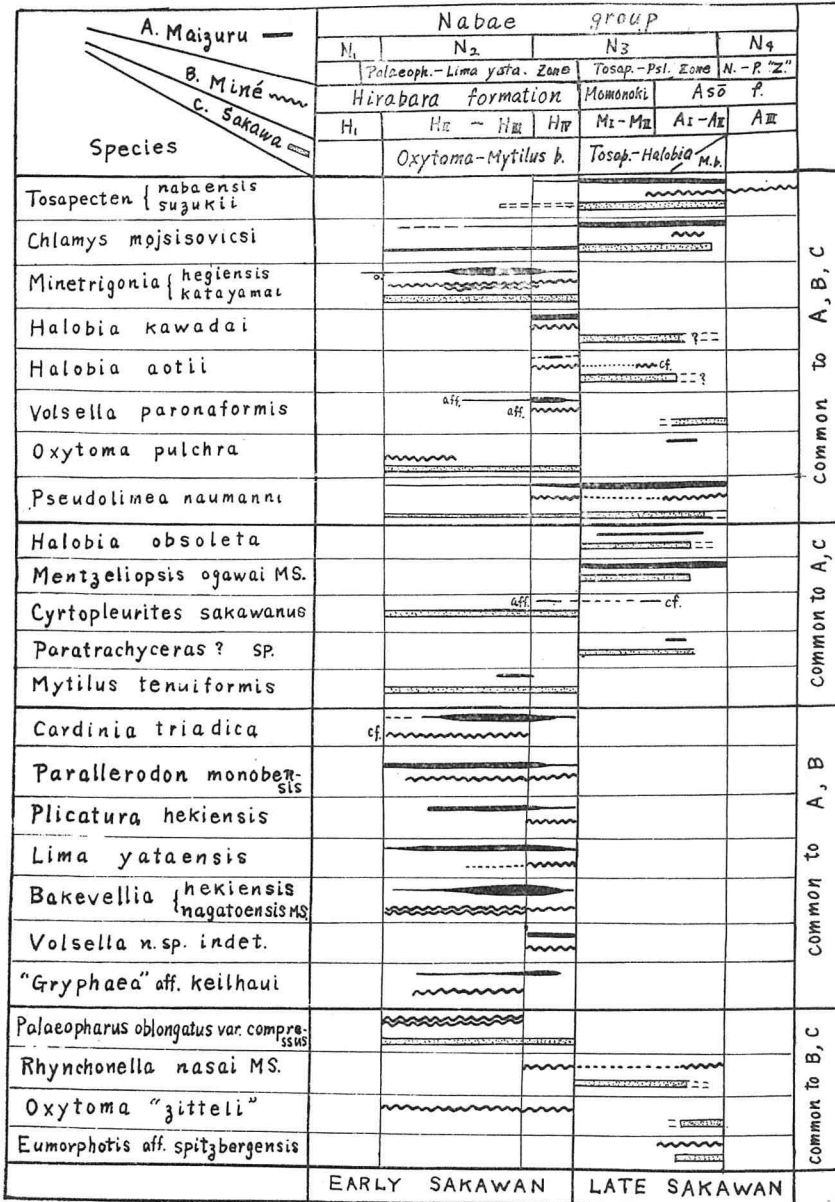 Nabae group
A. Maizuru
B. Miné
C. Sakawa
Species
N₁ N₂ N₃ N₄
Palaeoph.-Lima yata. Zone Tosap.-Psl. Zone N.-P. "Z."
Hirabara formation Momonoki Asō f.
H₁ HII ~ HIII HIV MI-MII AI-AII AIII
Oxytoma-Mytilus b. Tosap.-Halobia M.b.
Tosapecten { nabaensis
suzukii
Chlamys mojsisovicsi
Minetrigonia { hegiensis
katayamai
Halobia kawadai ?
Halobia aotii cf. ?
Volsella paronaformis aff. aff.
Oxytoma pulchra
Pseudolimea naumanni
common to A, B, C
Halobia obsoleta
Mentzeliopsis ogawai MS.
Cyrtopleurites sakawanus aff. cf.
Paratrachyceras ? sp.
Mytilus tenuiformis
common to A, C
Cardinia triadica cf.
Parallerodon monobensis
Plicatura hekiensis
Lima yataensis
Bakevellia { hekiensis
nagatoensis MS.
Volsella n. sp. indet.
"Gryphaea" aff. keilhaui
common to A, B
Palaeopharus oblongatus var. compressus
Rhynchonella nasai MS.
Oxytoma "zitteli"
Eumorphotis aff. spitzbergensis
common to B, C
EARLY SAKAWAN LATE SAKAWAN